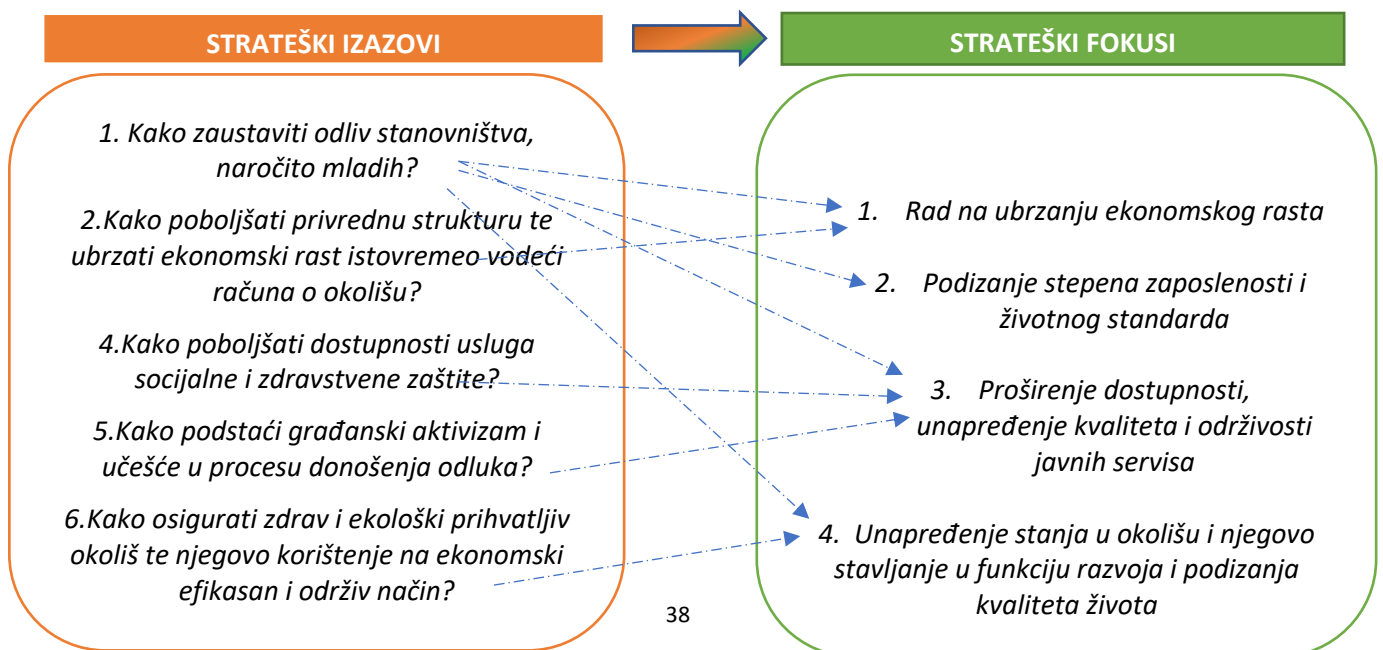 STRATEŠKI IZAZOVI
1. Kako zaustaviti odliv stanovništva,
naročito mladih?
2.Kako poboljšati privrednu strukturu te
ubrzati ekonomski rast istovremeo vodeći
računa o okolišu?
4.Kako poboljšati dostupnosti usluga
socijalne i zdravstvene zaštite?
5.Kako podstaći građanski aktivizam i
učešće u procesu donošenja odluka?
6.Kako osigurati zdrav i ekološki prihvatljiv
okoliš te njegovo korištenje na ekonomski
efikasan i održiv način?
STRATEŠKI FOKUSI
1. Rad na ubrzanju ekonomskog rasta
2. Podizanje stepena zaposlenosti i
životnog standarda
3. Proširenje dostupnosti,
unapređenje kvaliteta i održivosti
javnih servisa
4. Unapređenje stanja u okolišu i njegovo
stavljanje u funkciju razvoja i podizanja
kvaliteta života
38